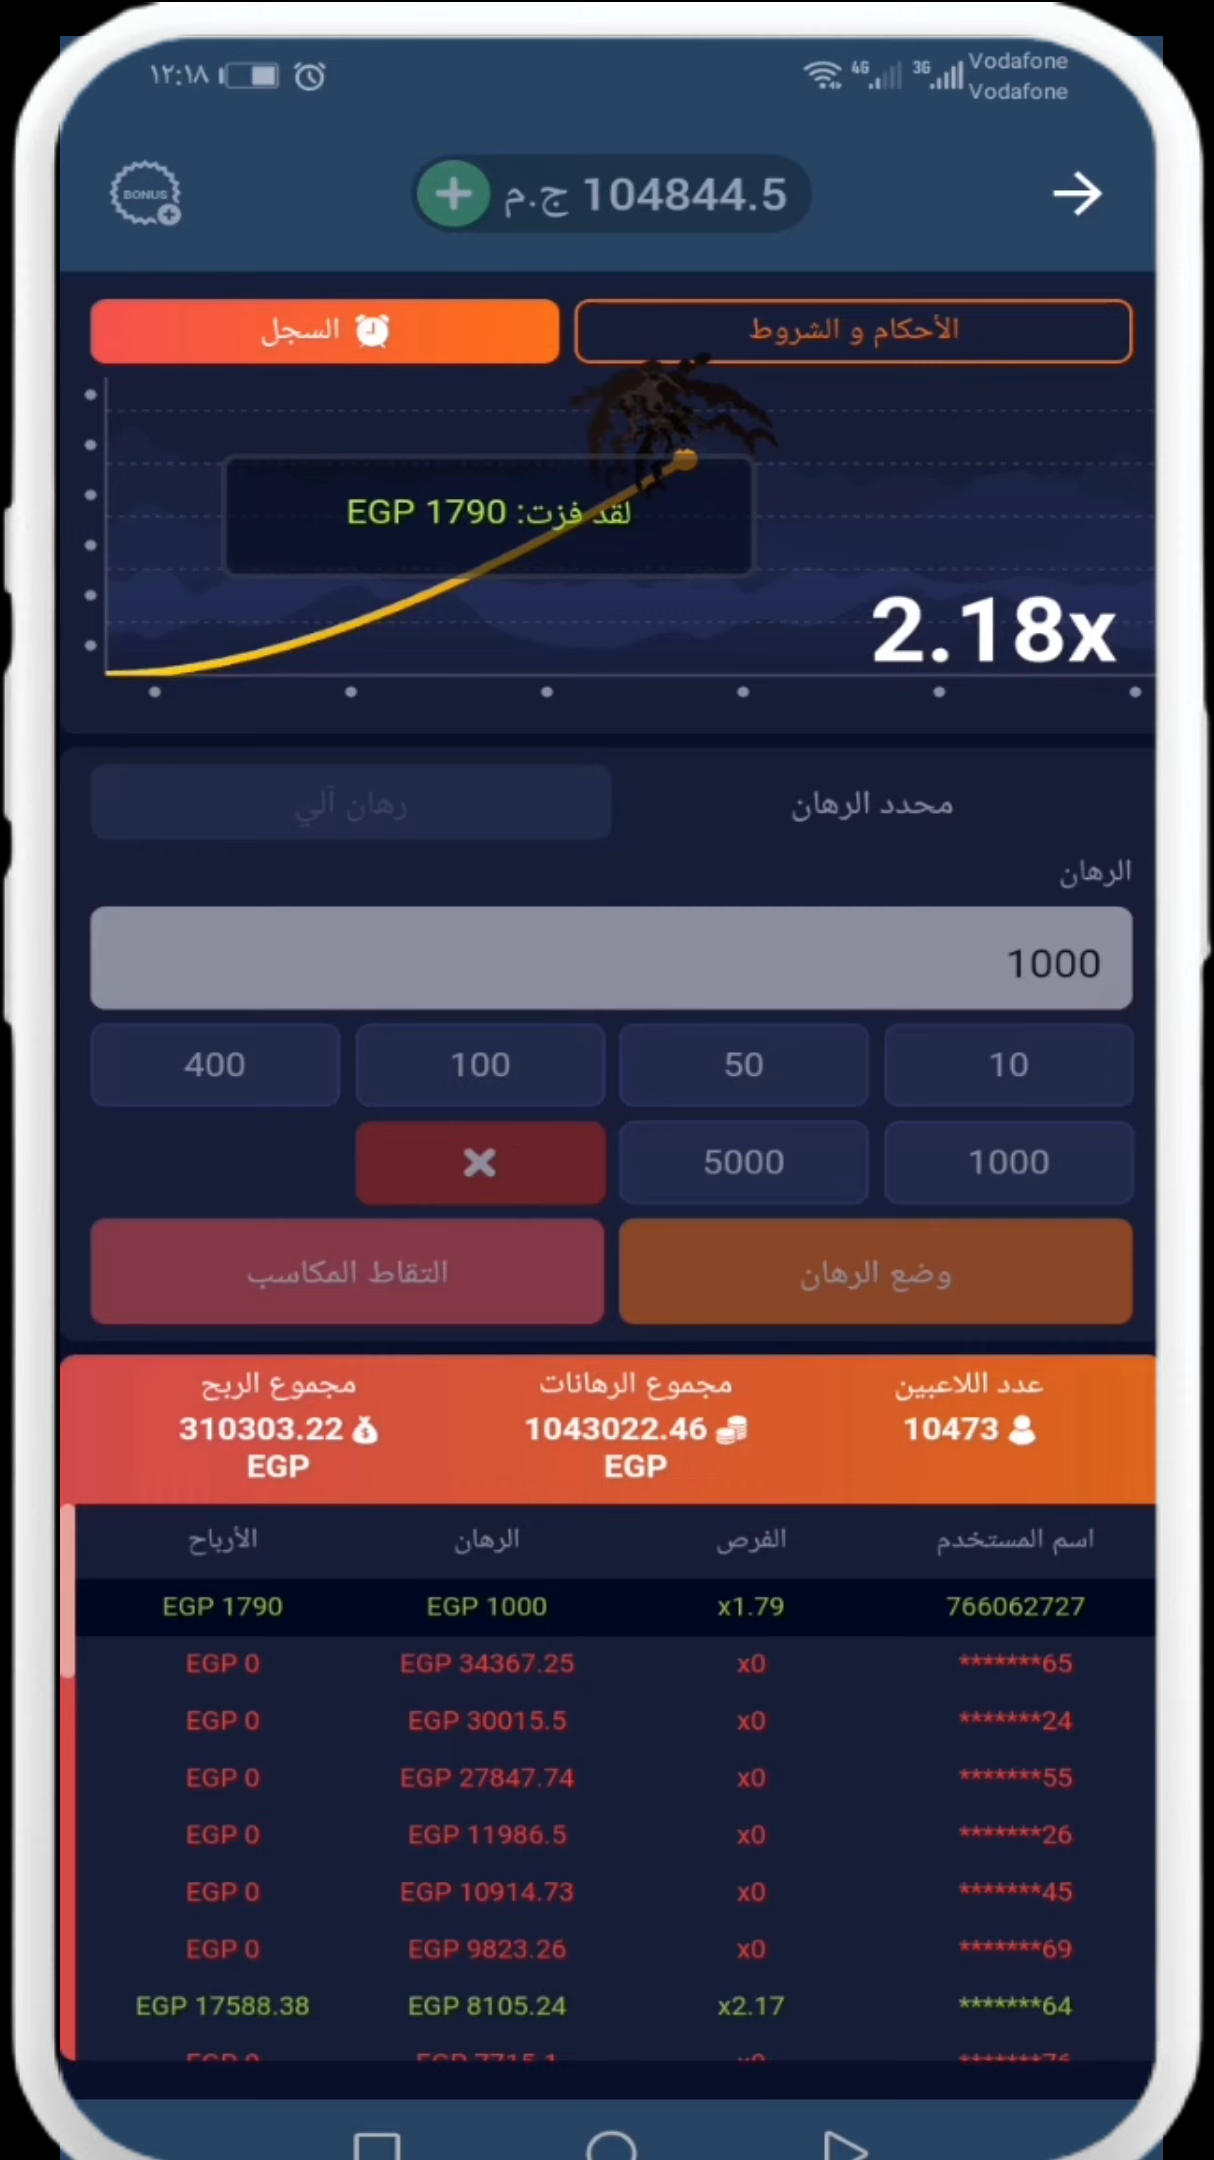 ١٢:١٨
4G 3G Vodafone
Vodafone
BONUS
104844.5 ج.م
الأحكام و الشروط
السجل
لقد فزت: 1790 EGP
2.18x
محدد الرهان
رهان آلي
الرهان
1000
10 50 100 400
1000 5000
وضع الرهان
التقاط المكاسب
عدد اللاعبين مجموع الرهانات مجموع الربح
10473 1043022.46 310303.22
EGP EGP
اسم المستخدم الفرص الرهان الأرباح
766062727 x1.79 EGP 1000 EGP 1790
*******65 x0 EGP 34367.25 EGP 0
*******24 x0 EGP 30015.5 EGP 0
*******55 x0 EGP 27847.74 EGP 0
*******26 x0 EGP 11986.5 EGP 0
*******45 x0 EGP 10914.73 EGP 0
*******69 x0 EGP 9823.26 EGP 0
*******64 x2.17 EGP 8105.24 EGP 17588.38